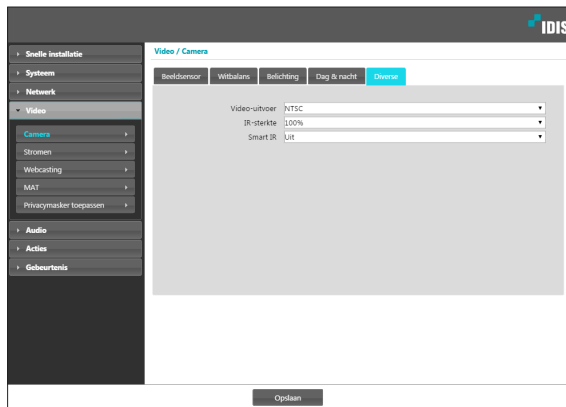 IDIS
Snelle installatie
Systeem
Netwerk
Video
Camera
Stromen
Webcasting
MAT
Privacymasker toepassen
Audio
Acties
Gebeurtenis
Video / Camera
Beeldsensor Witbalans Belichting Dag & nacht Diverse
Video-uitvoer NTSC
IR-sterkte 100%
Smart IR Uit
Opslaan